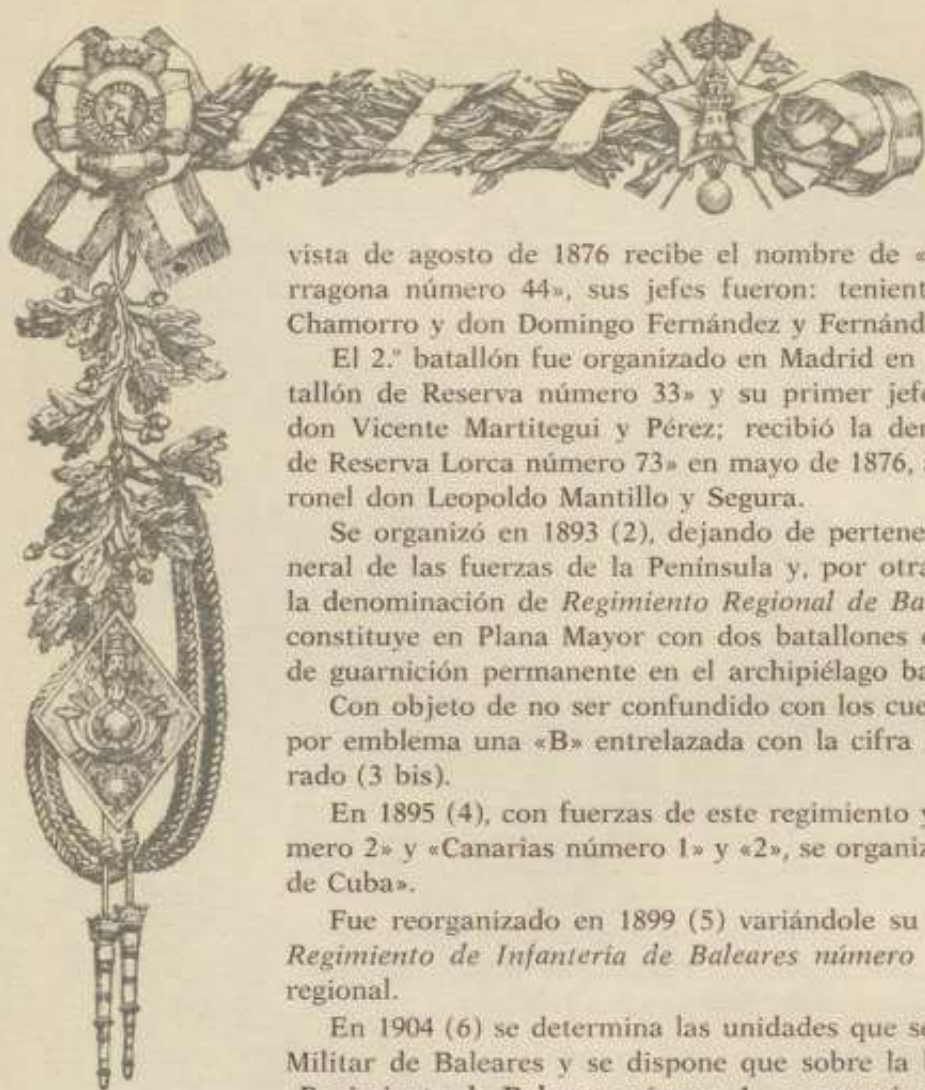 vista de agosto de 1876 recibe el nombre de «
rragona número 44», sus jefes fueron: tenient
Chamorro y don Domingo Fernández y Fernánd
El 2.º batallón fue organizado en Madrid en
tallón de Reserva número 33» y su primer jefe
don Vicente Martitegui y Pérez; recibió la den
de Reserva Lorca número 73» en mayo de 1876,
ronel don Leopoldo Mantillo y Segura.
Se organizó en 1893 (2), dejando de pertene
neral de las fuerzas de la Península y, por otra
la denominación de Regimiento Regional de Ba
constituye en Plana Mayor con dos batallones
de guarnición permanente en el archipiélago ba
Con objeto de no ser confundido con los cue
por emblema una «B» entrelazada con la cifra
rado (3 bis).
En 1895 (4), con fuerzas de este regimiento y
mero 2» y «Canarias número 1» y «2», se organiz
de Cuba».
Fue reorganizado en 1899 (5) variándole su
Regimiento de Infantería de Baleares número
regional.
En 1904 (6) se determina las unidades que se
Militar de Baleares y se dispone que sobre la